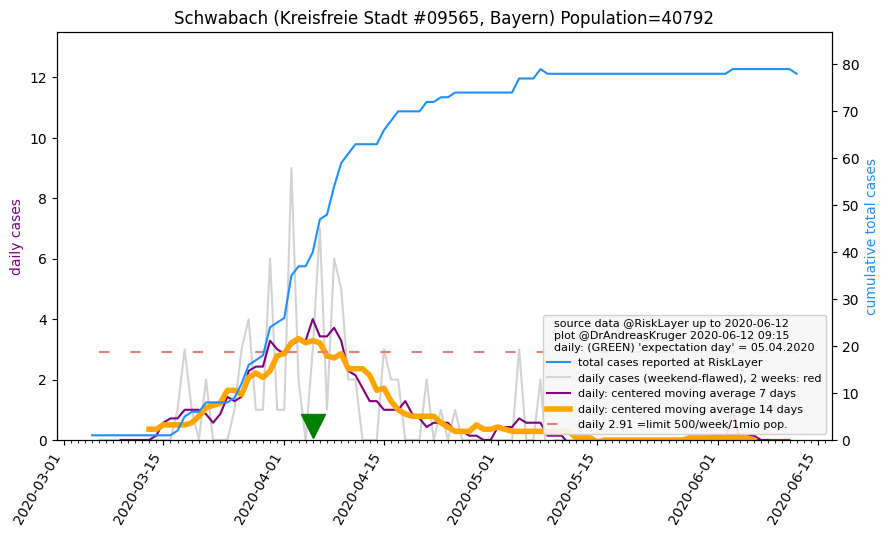 Schwabach (Kreisfreie Stadt #09565, Bayern) Population=40792
daily cases
12
10
8
6
4
2
0
80
70
60
50
40
30
20
10
0
cumulative total cases
source data @RiskLayer up to 2020-06-12
plot @DrAndreasKruger 2020-06-12 09:15
daily: (GREEN) 'expectation day' = 05.04.2020
total cases reported at RiskLayer
daily cases (weekend-flawed), 2 weeks: red
daily: centered moving average 7 days
daily: centered moving average 14 days
daily 2.91 =limit 500/week/1mio pop.
2020-03-01
2020-03-15
2020-04-01
2020-04-15
2020-05-01
2020-05-15
2020-06-01
2020-06-15